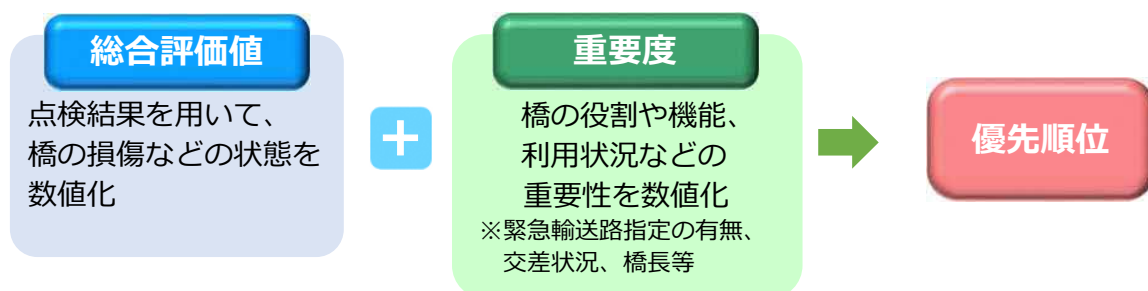 総合評価値
点検結果を用いて、
橋の損傷などの状態を
数値化
+
重要度
橋の役割や機能、
利用状況などの
重要性を数値化
※緊急輸送路指定の有無、
交差状況、橋長等
優先順位